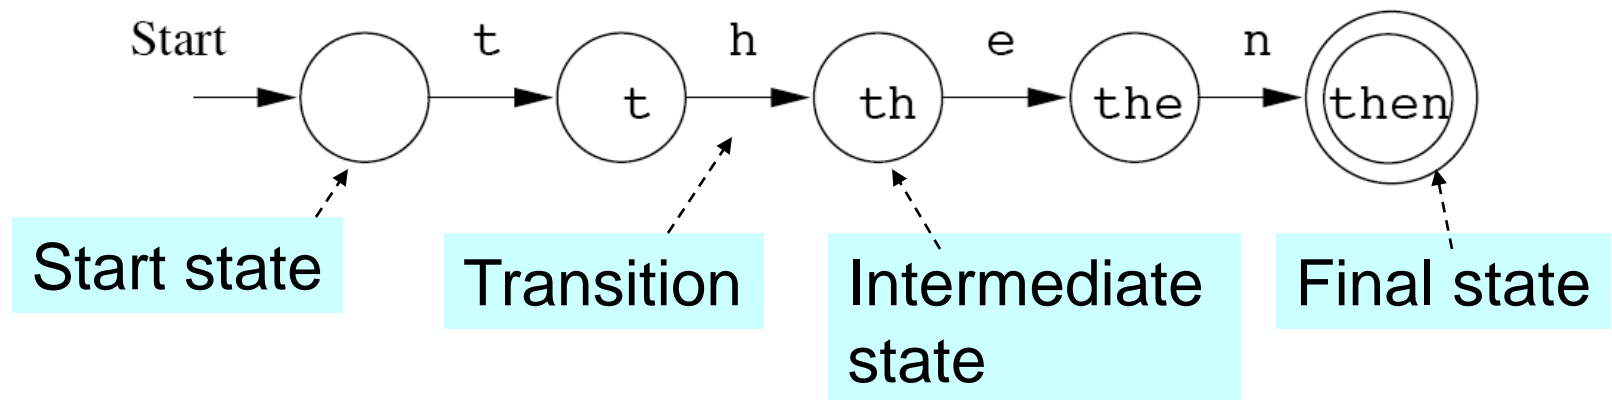 Start t h e n
t th the then
Start state
Transition
Intermediate
state
Final state